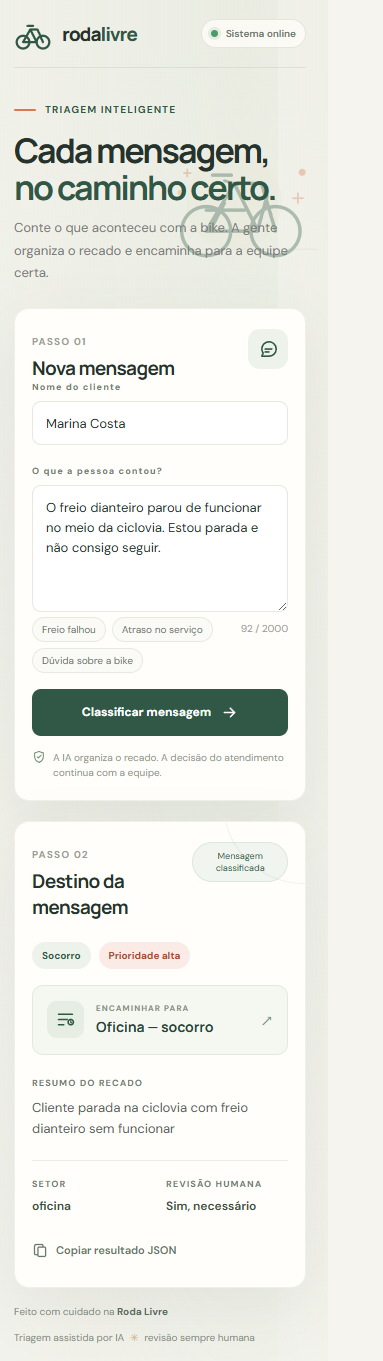 rodalivre
Sistema online
TRIAGEM INTELIGENTE
Cada mensagem,
no caminho certo.
Conte o que aconteceu com a bike. A gente
organiza o recado e encaminha para a equipe
certa.
PASSO 01
Nova mensagem
Nome do cliente
Marina Costa
O que a pessoa contou?
O freio dianteiro parou de funcionar
no meio da ciclovia. Estou parada e
não consigo seguir.
Freio falhou
Atraso no serviço
92 / 2000
Dúvida sobre a bike
Classificar mensagem →
A IA organiza o recado. A decisão do atendimento
continua com a equipe.
PASSO 02
Mensagem
classificada
Destino da
mensagem
Socorro
Prioridade alta
ENCAMINHAR PARA
Oficina — socorro
↗
RESUMO DO RECADO
Cliente parada na ciclovia com freio
dianteiro sem funcionar
SETOR
REVISÃO HUMANA
oficina
Sim, necessário
Copiar resultado JSON
Feito com cuidado na Roda Livre
Triagem assistida por IA ✳ revisão sempre humana